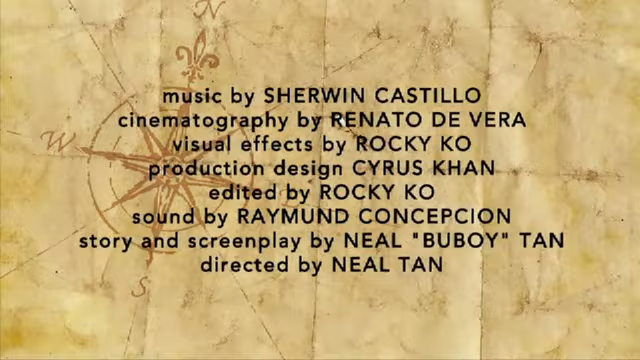 N
music by SHERWIN CASTILLO
cinematography by RENATO DE VERA
W
visual effects by ROCKY KO
production design CYRUS KHAN
edited by ROCKY KO
sound by RAYMUND CONCEPCION
story and screenplay by NEAL "BUBOY" TAN
directed by NEAL TAN
S